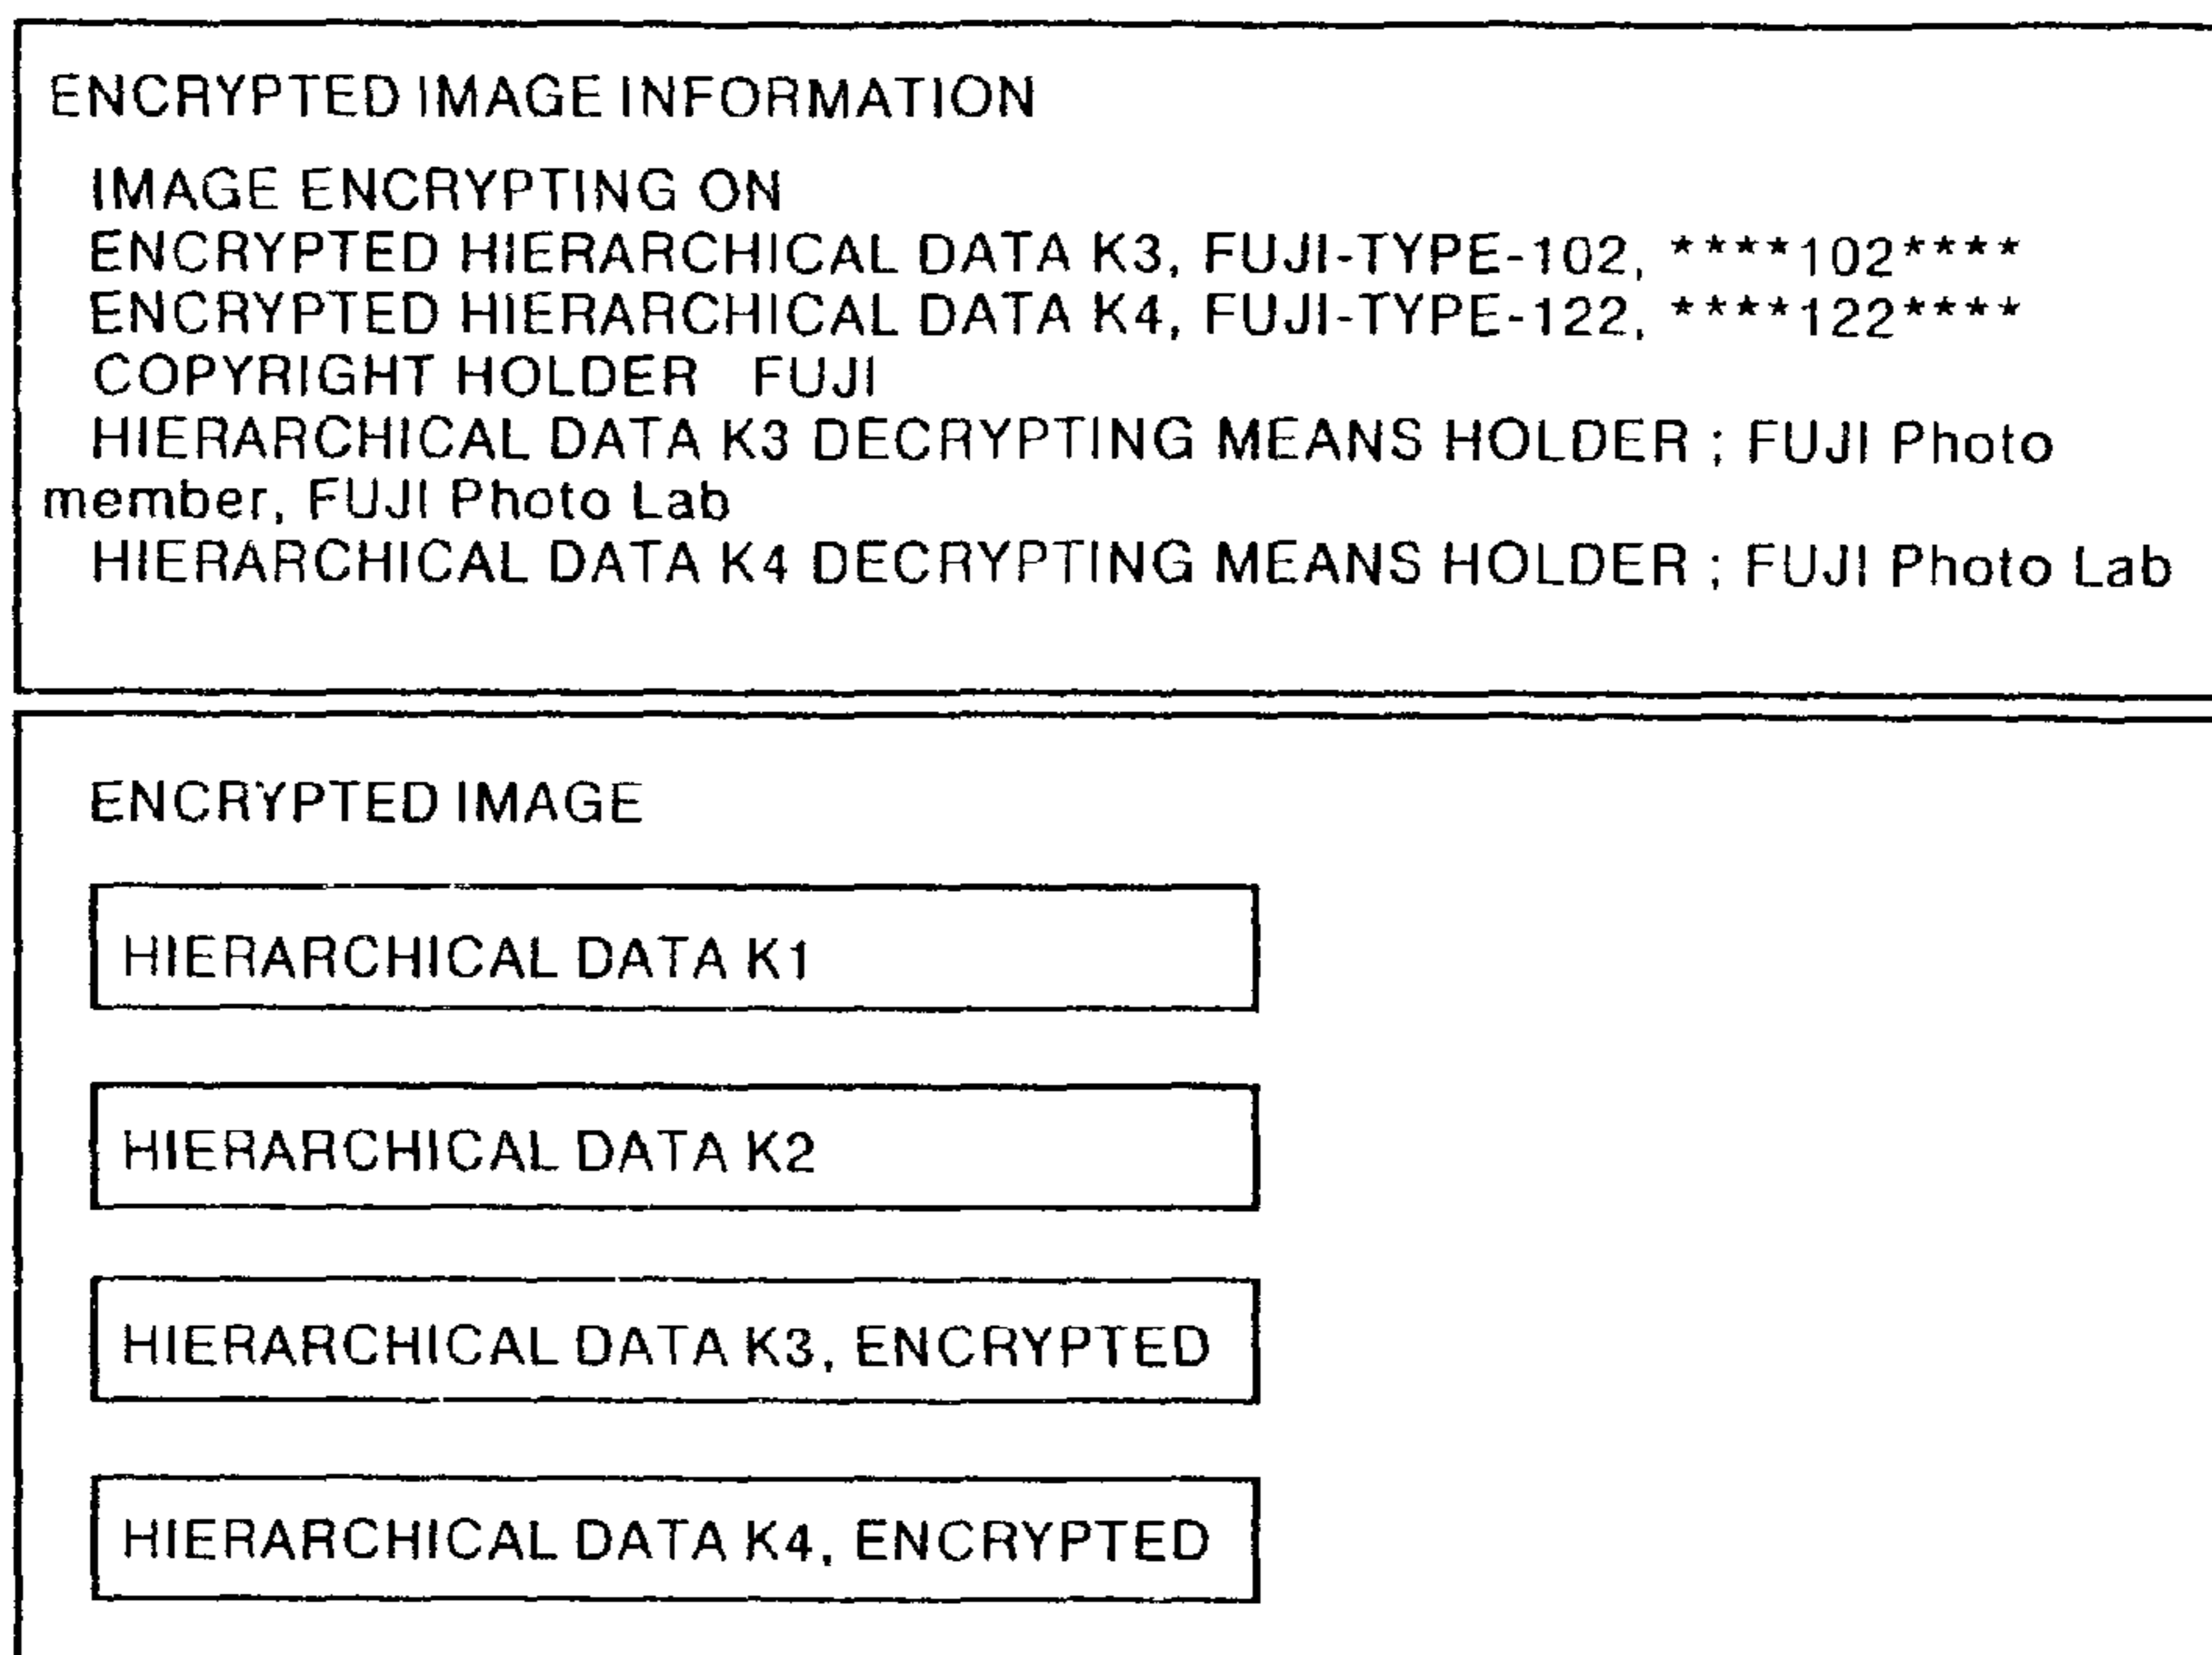 ENCRYPTED IMAGE INFORMATION
IMAGE ENCRYPTING ON
ENCRYPTED HIERARCHICAL DATA K3, FUJI-TYPE-102, ****102****
ENCRYPTED HIERARCHICAL DATA K4, FUJI-TYPE-122, ****122****
COPYRIGHT HOLDER FUJI
HIERARCHICAL DATA K3 DECRYPTING MEANS HOLDER ; FUJI Photo
member, FUJI Photo Lab
HIERARCHICAL DATA K4 DECRYPTING MEANS HOLDER ; FUJI Photo Lab
ENCRYPTED IMAGE
HIERARCHICAL DATA K1
HIERARCHICAL DATA K2
HIERARCHICAL DATA K3, ENCRYPTED
HIERARCHICAL DATA K4, ENCRYPTED